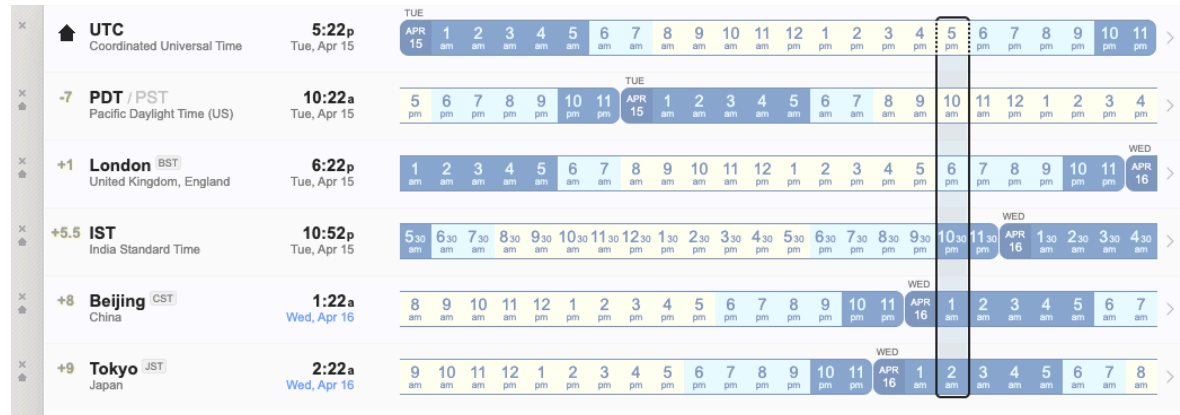 TUE
UTC 5:22p APR 1 2 3 4 5 6 7 8 9 10 11 12 1 2 3 4 5 6 7 8 9 10 11
Coordinated Universal Time Tue, Apr 15 15 am am am am am am am am am am am pm pm pm pm pm pm pm pm pm pm pm pm
TUE
-7 PDT / PST 10:22a 5 6 7 8 9 10 11 APR 1 2 3 4 5 6 7 8 9 10 11 12 1 2 3 4
Pacific Daylight Time (US) Tue, Apr 15 pm pm pm pm pm pm pm 15 am am am am am am am am am am am pm pm pm pm pm
WED
+1 London BST 6:22p 1 2 3 4 5 6 7 8 9 10 11 12 1 2 3 4 5 6 7 8 9 10 11 APR
United Kingdom, England Tue, Apr 15 am am am am am am am am am am am pm pm pm pm pm pm pm pm pm pm pm pm 16
WED
+5.5 IST 10:52p 530 630 730 830 930 1030 1130 1230 130 230 330 430 530 630 730 830 930 1030 1130 APR 130 230 330 430
India Standard Time Tue, Apr 15 am am am am am am am pm pm pm pm pm pm pm pm pm pm pm pm 16 am am am am
WED
+8 Beijing CST 1:22a 8 9 10 11 12 1 2 3 4 5 6 7 8 9 10 11 APR 1 2 3 4 5 6 7
China Wed, Apr 16 am am am am pm pm pm pm pm pm pm pm pm pm pm pm 16 am am am am am am am
WED
+9 Tokyo JST 2:22a 9 10 11 12 1 2 3 4 5 6 7 8 9 10 11 APR 1 2 3 4 5 6 7 8
Japan Wed, Apr 16 am am am pm pm pm pm pm pm pm pm pm pm pm pm 16 am am am am am am am am